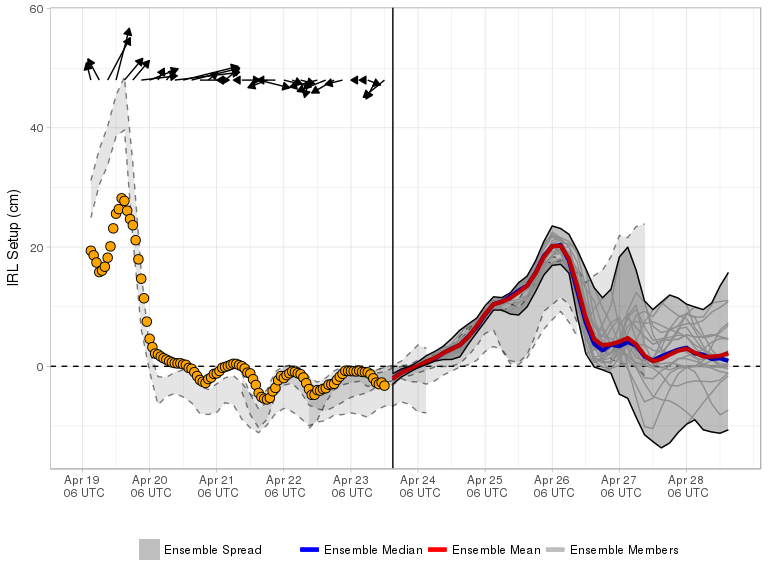 60
40
20
0
IRL Setup (cm)
Apr 19 Apr 20 Apr 21 Apr 22 Apr 23 Apr 24 Apr 25 Apr 26 Apr 27 Apr 28
06 UTC 06 UTC 06 UTC 06 UTC 06 UTC 06 UTC 06 UTC 06 UTC 06 UTC 06 UTC
Ensemble Spread Ensemble Median Ensemble Mean Ensemble Members